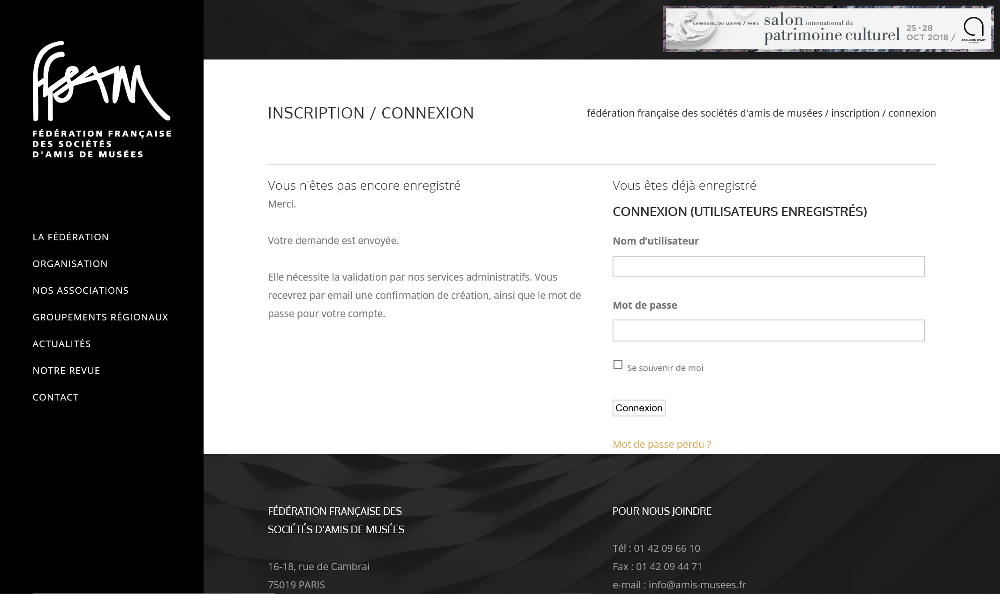 ffsam
FÉDÉRATION FRANÇAISE
DES SOCIÉTÉS
D'AMIS DE MUSÉES
LA FÉDÉRATION
ORGANISATION
NOS ASSOCIATIONS
GROUPEMENTS RÉGIONAUX
ACTUALITÉS
NOTRE REVUE
CONTACT
CARROUSEL DU LOUVRE / PARIS
salon international du
patrimoine culturel
25 > 28
OCT 2018 /
ATELIERS D'ART
DE FRANCE
INSCRIPTION / CONNEXION
fédération française des sociétés d'amis de musées / inscription / connexion
Vous n'êtes pas encore enregistré
Merci.
Votre demande est envoyée.
Elle nécessite la validation par nos services administratifs. Vous
recevrez par email une confirmation de création, ainsi que le mot de
passe pour votre compte.
Vous êtes déjà enregistré
CONNEXION (UTILISATEURS ENREGISTRÉS)
Nom d’utilisateur
Mot de passe
Se souvenir de moi
Connexion
Mot de passe perdu ?
FÉDÉRATION FRANÇAISE DES
SOCIÉTÉS D’AMIS DE MUSÉES
16-18, rue de Cambrai
75019 PARIS
POUR NOUS JOINDRE
Tél : 01 42 09 66 10
Fax : 01 42 09 44 71
e-mail : info@amis-musees.fr